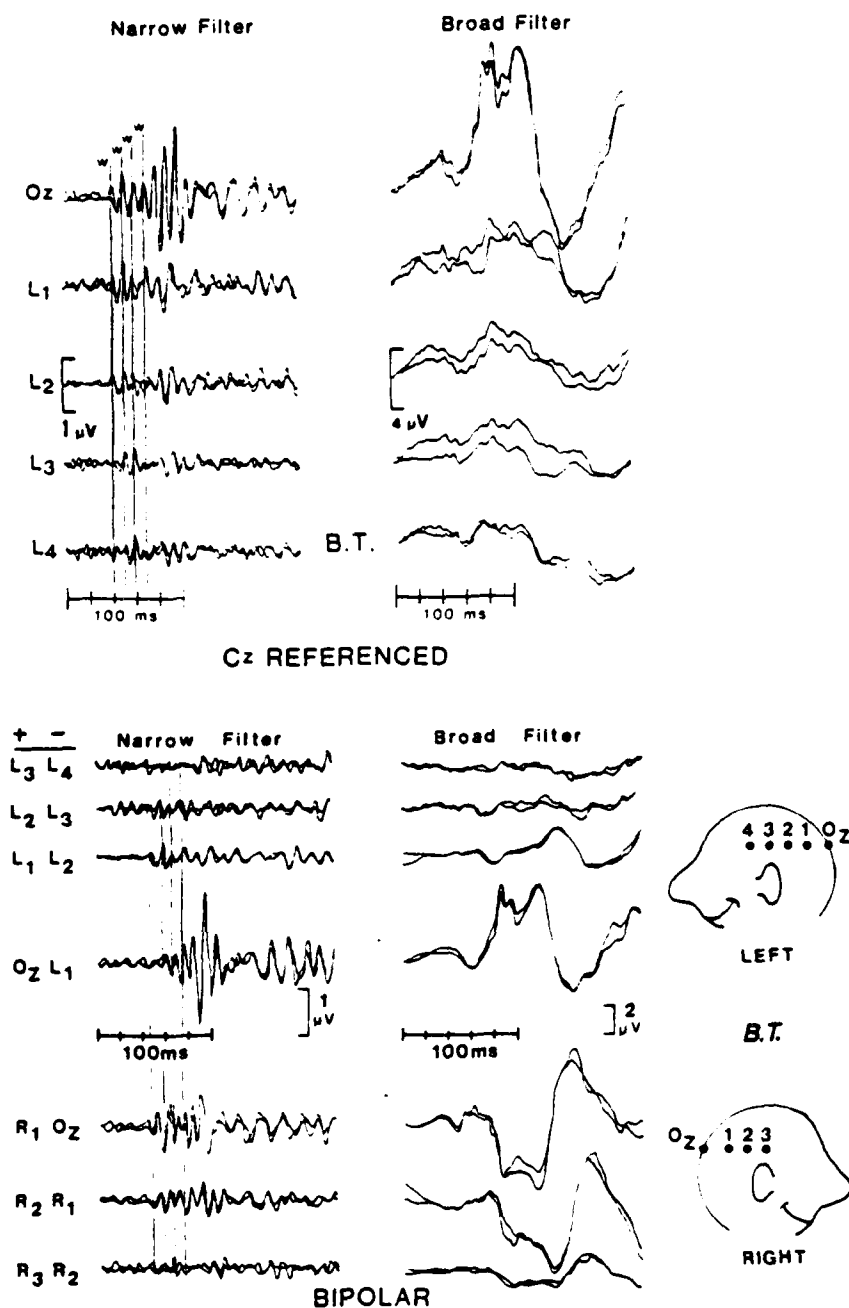 Narrow Filter Broad Filter
w w w w
Oz
L1
L2
1 µV 4 µV
L3
L4 B.T.
100 ms 100 ms
Cz REFERENCED
+ -
Narrow Filter Broad Filter
L3 L4
L2 L3
4 3 2 1 Oz
L1 L2
Oz L1
LEFT
1 µV 2 µV
100ms 100ms
B.T.
R1 Oz
Oz 1 2 3
R2 R1
R3 R2
RIGHT
BIPOLAR